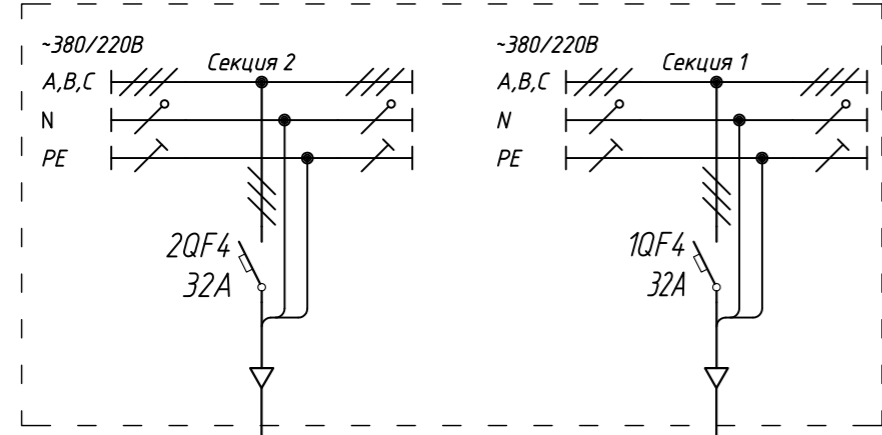 ~380/220В
Секция 2
A,B,C
N
PE
2QF4
32A
~380/220В
Секция 1
A,B,C
N
PE
1QF4
32A